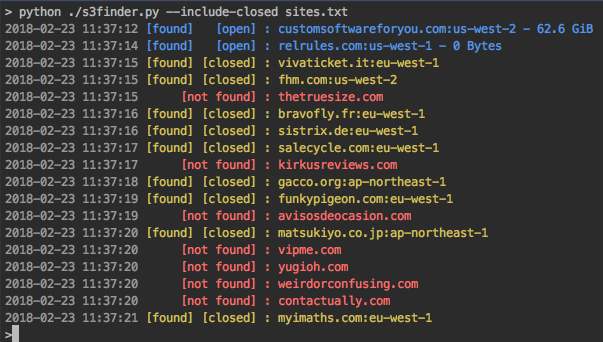 > python ./s3finder.py --include-closed sites.txt
2018-02-23 11:37:12 [found] [open] : customsoftwareforyou.com:us-west-2 - 62.6 GiB
2018-02-23 11:37:14 [found] [open] : relrules.com:us-west-1 - 0 Bytes
2018-02-23 11:37:15 [found] [closed] : vivaticket.it:eu-west-1
2018-02-23 11:37:15 [found] [closed] : fhm.com:us-west-2
2018-02-23 11:37:15 [not found] : thetruesize.com
2018-02-23 11:37:16 [found] [closed] : bravofly.fr:eu-west-1
2018-02-23 11:37:16 [found] [closed] : sistrix.de:eu-west-1
2018-02-23 11:37:17 [found] [closed] : salecycle.com:eu-west-1
2018-02-23 11:37:17 [not found] : kirkusreviews.com
2018-02-23 11:37:18 [found] [closed] : gacco.org:ap-northeast-1
2018-02-23 11:37:19 [found] [closed] : funkypigeon.com:eu-west-1
2018-02-23 11:37:19 [not found] : avisosdeocasion.com
2018-02-23 11:37:20 [found] [closed] : matsukiyo.co.jp:ap-northeast-1
2018-02-23 11:37:20 [not found] : vipme.com
2018-02-23 11:37:20 [not found] : yugioh.com
2018-02-23 11:37:20 [not found] : weirdorconfusing.com
2018-02-23 11:37:20 [not found] : contactually.com
2018-02-23 11:37:21 [found] [closed] : myimaths.com:eu-west-1
>